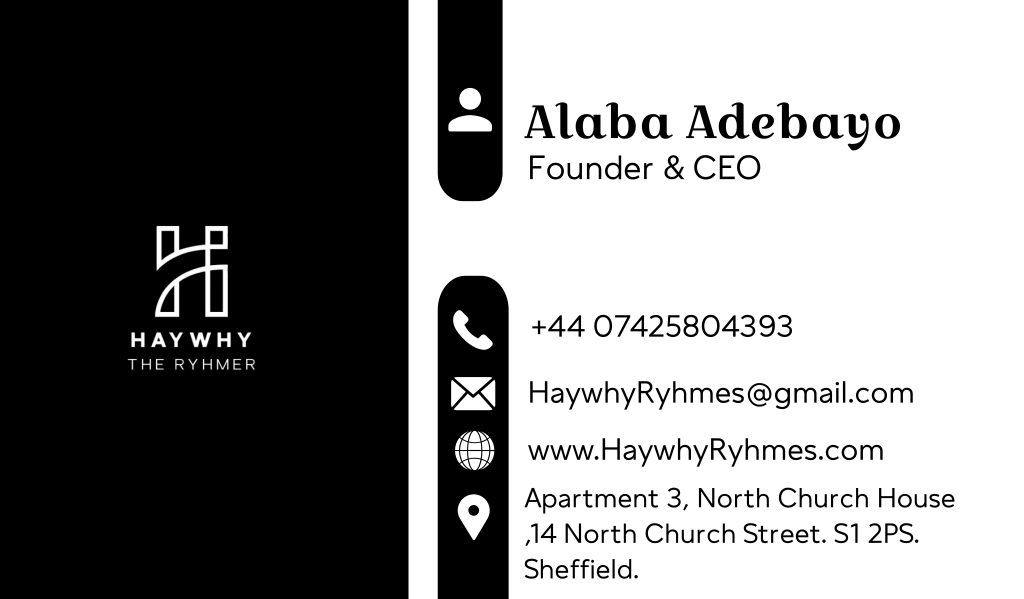 HAYWHY
THE RYHMER
Alaba Adebayo
Founder & CEO
+44 07425804393
HaywhyRyhmes@gmail.com
www.HaywhyRyhmes.com
Apartment 3, North Church House
,14 North Church Street. S1 2PS.
Sheffield.